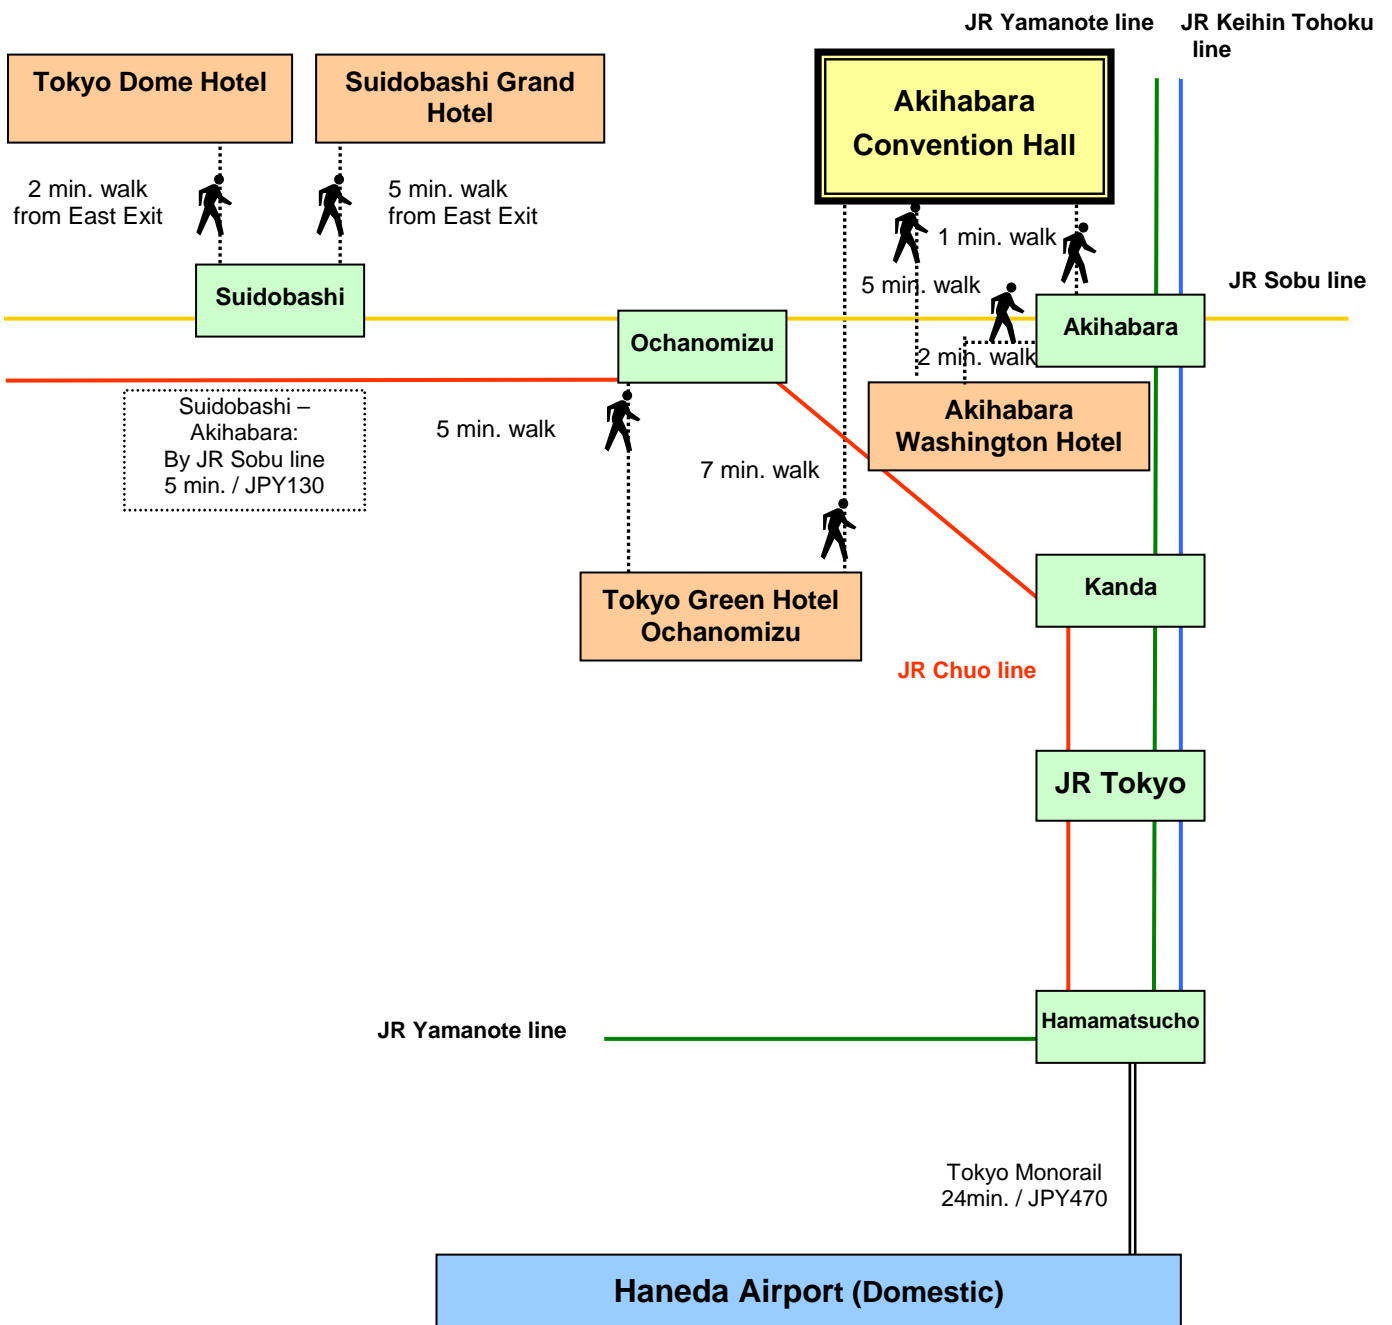 JR Yamanote line
JR Keihin Tohoku
line
Tokyo Dome Hotel
Suidobashi Grand
Hotel
Akihabara
Convention Hall
2 min. walk
from East Exit
5 min. walk
from East Exit
1 min. walk
5 min. walk
JR Sobu line
Suidobashi
Ochanomizu
Akihabara
2 min. walk
Suidobashi –
Akihabara:
By JR Sobu line
5 min. / JPY130
5 min. walk
Akihabara
Washington Hotel
7 min. walk
Kanda
Tokyo Green Hotel
Ochanomizu
JR Chuo line
JR Tokyo
Hamamatsucho
JR Yamanote line
Tokyo Monorail
24min. / JPY470
Haneda Airport (Domestic)